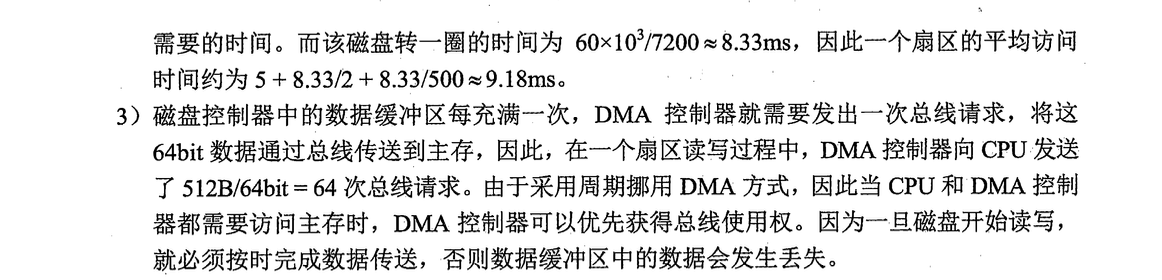 需要的时间。而该磁盘转一圈的时间为 60×10³/7200≈8.33ms，因此一个扇区的平均访问
时间约为 5 + 8.33/2 + 8.33/500≈9.18ms。
3）磁盘控制器中的数据缓冲区每充满一次，DMA 控制器就需要发出一次总线请求，将这
64bit 数据通过总线传送到主存，因此，在一个扇区读写过程中，DMA 控制器向 CPU 发送
了 512B/64bit = 64 次总线请求。由于采用周期挪用 DMA 方式，因此当 CPU 和 DMA 控制
器都需要访问主存时，DMA 控制器可以优先获得总线使用权。因为一旦磁盘开始读写，
就必须按时完成数据传送，否则数据缓冲区中的数据会发生丢失。